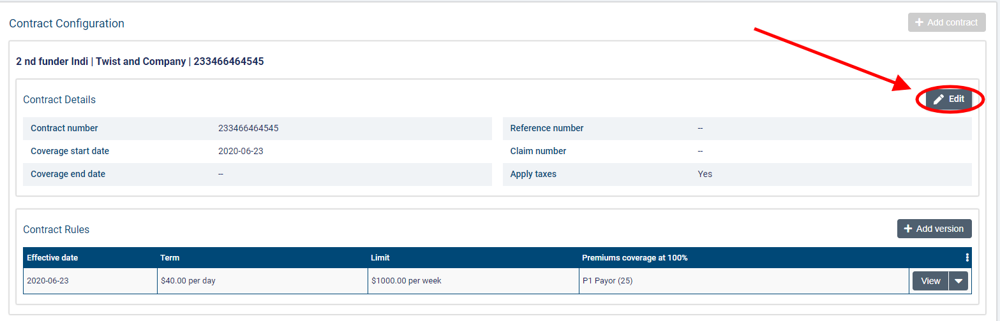 Contract Configuration
Add contract
2 nd funder Indi | Twist and Company | 233466464545
Contract Details
Edit
Contract number 233466464545 Reference number --
Coverage start date 2020-06-23 Claim number --
Coverage end date -- Apply taxes Yes
Contract Rules
Add version
Effective date Term Limit Premiums coverage at 100%
2020-06-23 $40.00 per day $1000.00 per week P1 Payor (25) View